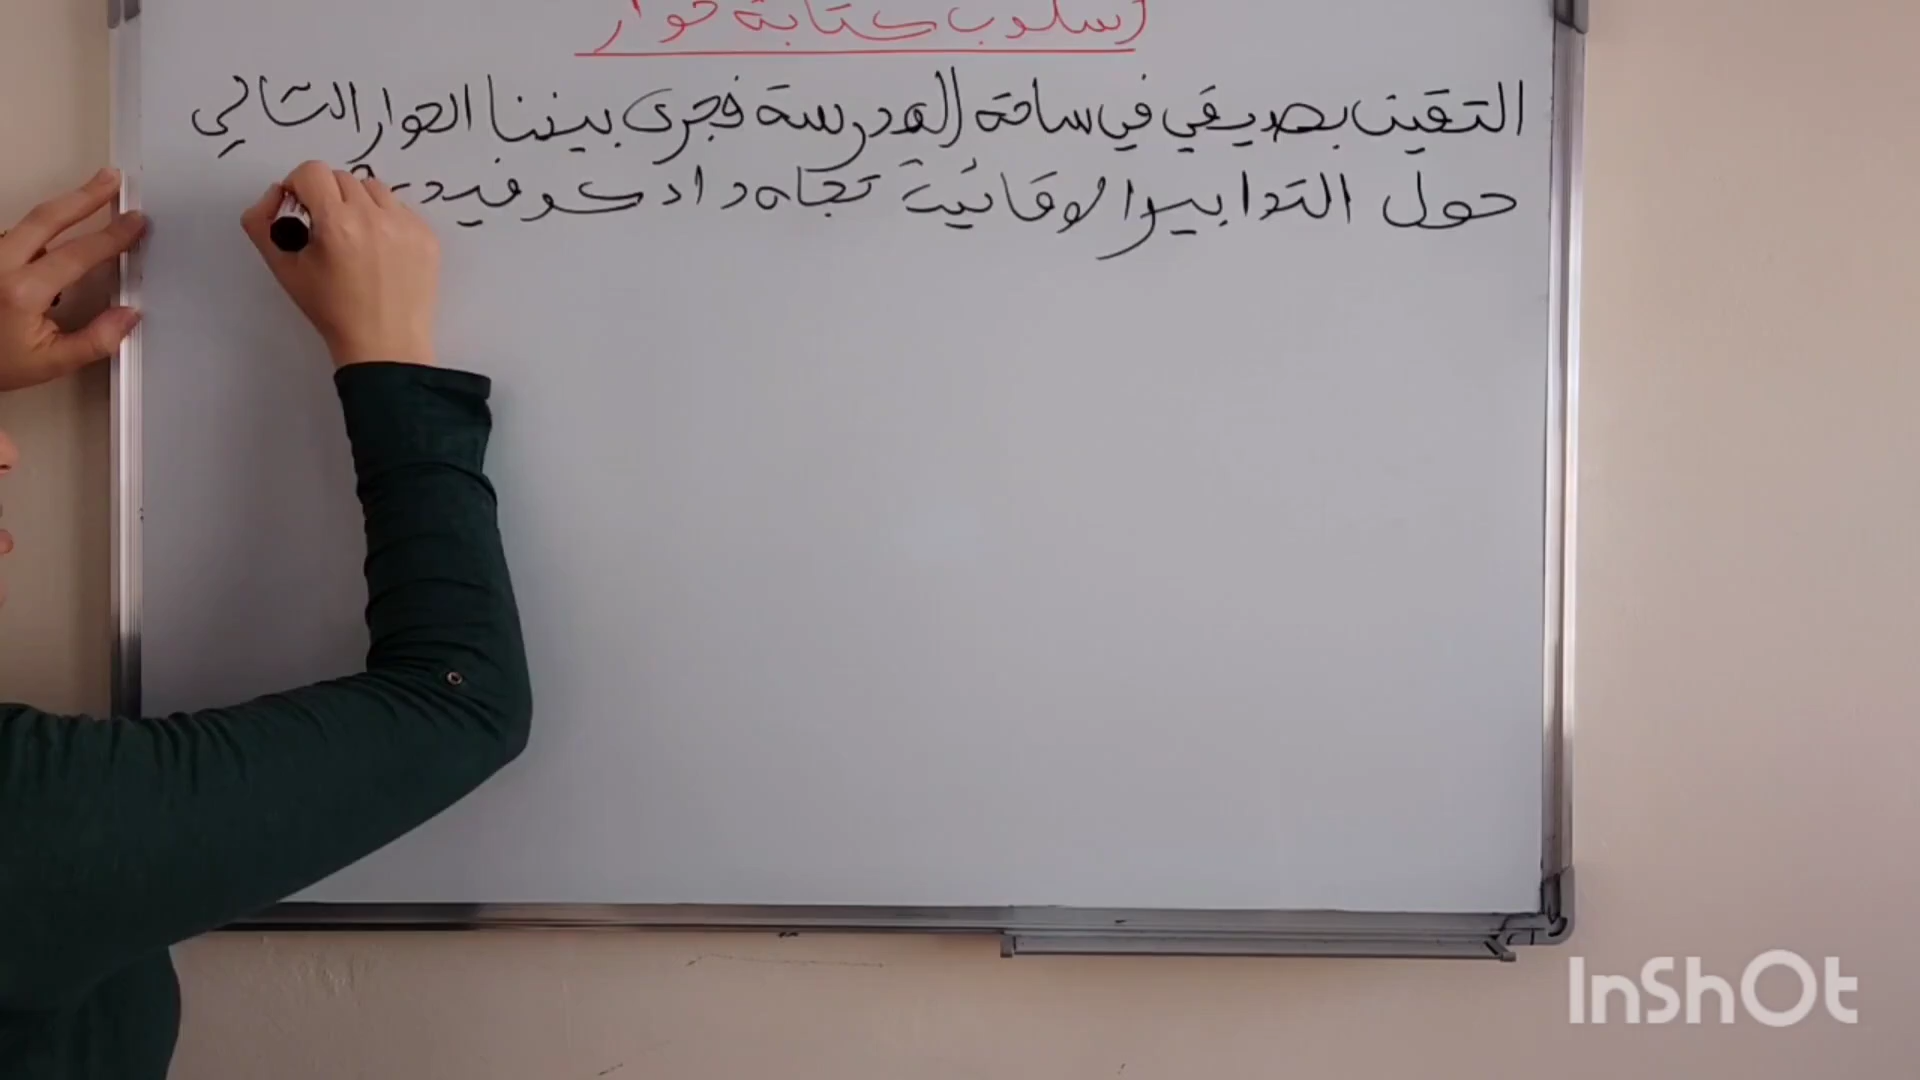 أسلوب كتابة حوار
التقيت بصديقي في ساحة المدرسة فجرى بيننا الحوار التالي
حول التدابير الوقائية تجاه داء كوفيد
InShOt